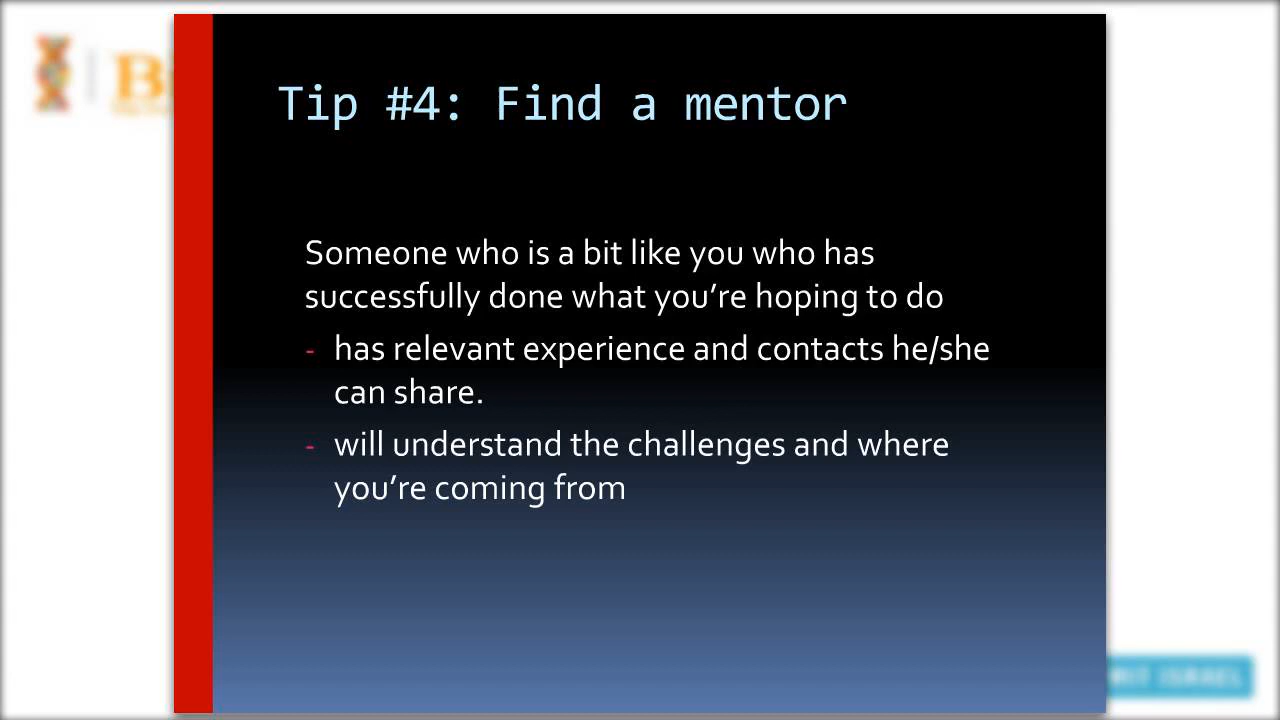 Tip #4: Find a mentor
Someone who is a bit like you who has
successfully done what you’re hoping to do
- has relevant experience and contacts he/she
can share.
- will understand the challenges and where
you’re coming from
ISRAEL